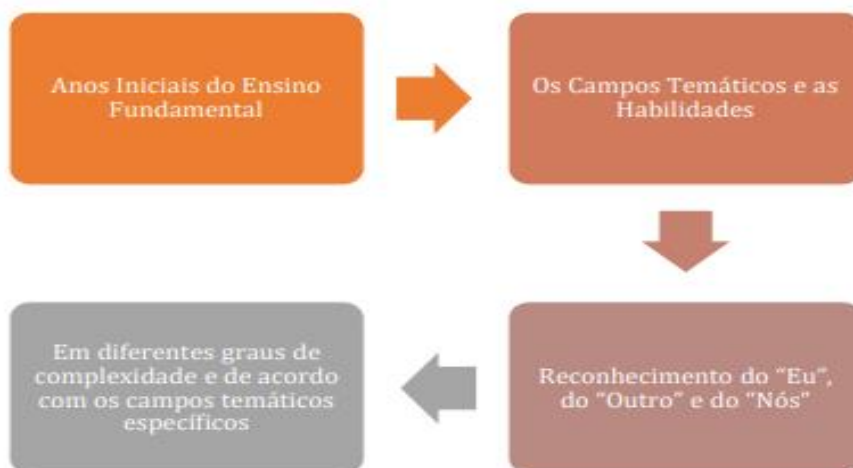 Anos Iniciais do Ensino
Fundamental
Os Campos Temáticos e as
Habilidades
Reconhecimento do “Eu”,
do “Outro” e do “Nós”
Em diferentes graus de
complexidade e de acordo
com os campos temáticos
específicos